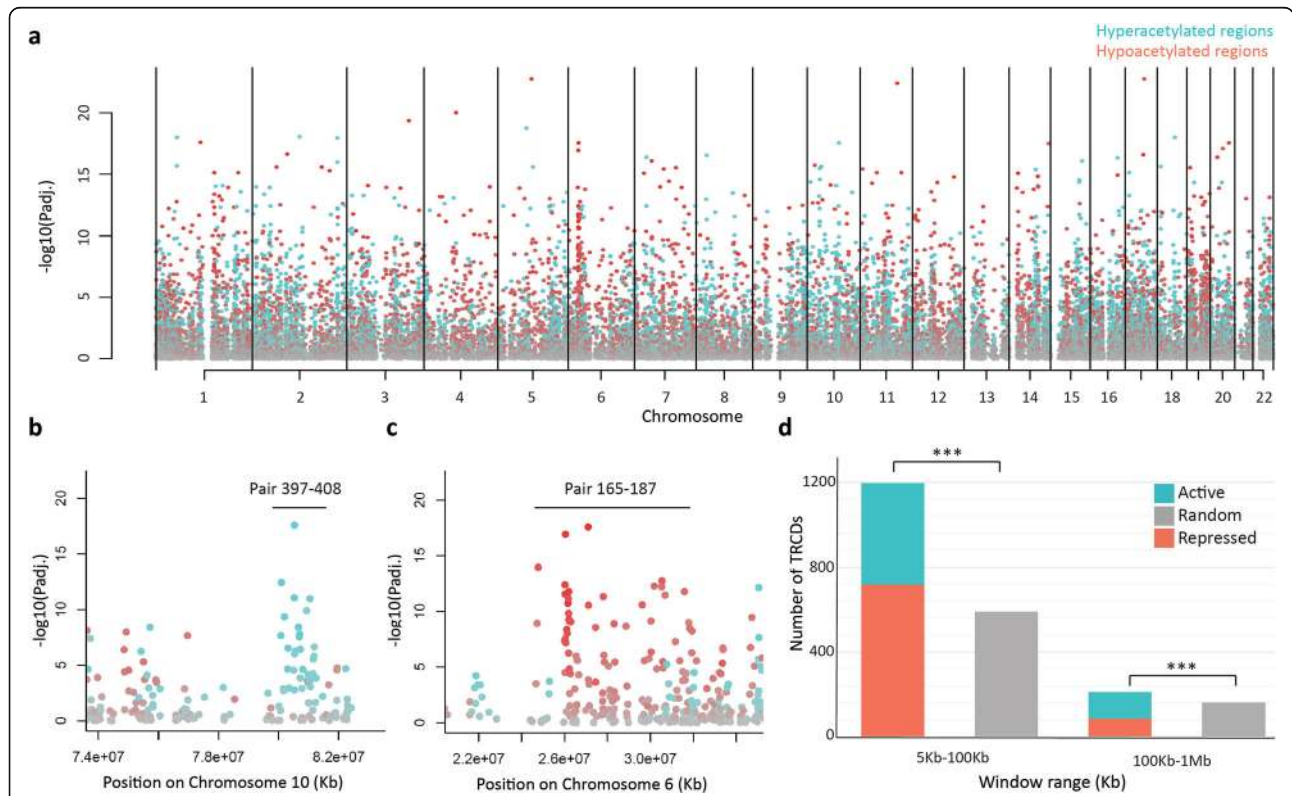 a
Hyperacetylated regions
Hypoacetylated regions
-log10(Padj.)
20
15
10
5
0
1 2 3 4 5 6 7 8 9 10 11 12 13 14 15 16 17 18 20 22
Chromosome
b
Pair 397-408
-log10(Padj.)
20
15
10
5
0
7.4e+07 7.8e+07 8.2e+07
Position on Chromosome 10 (Kb)
c
Pair 165-187
-log10(Padj.)
20
15
10
5
0
2.2e+07 2.6e+07 3.0e+07
Position on Chromosome 6 (Kb)
d
***
***
Active
Random
Repressed
Number of TRCDs
1200
800
400
0
5Kb-100Kb 100Kb-1Mb
Window range (Kb)